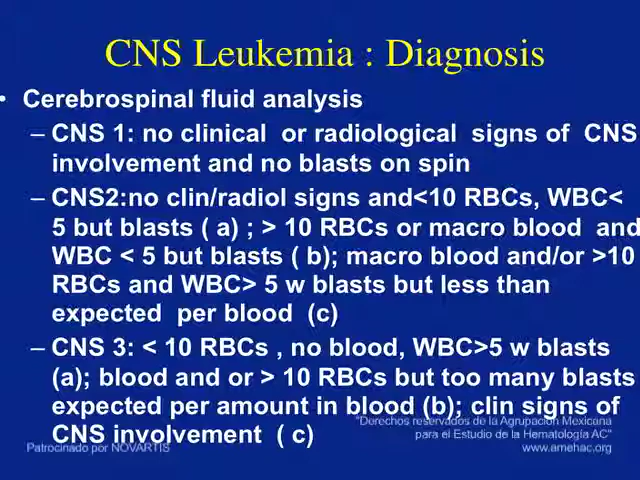 CNS Leukemia : Diagnosis
• Cerebrospinal fluid analysis
– CNS 1: no clinical or radiological signs of CNS
involvement and no blasts on spin
– CNS2:no clin/radiol signs and<10 RBCs, WBC<
5 but blasts ( a) ; > 10 RBCs or macro blood and
WBC < 5 but blasts ( b); macro blood and/or >10
RBCs and WBC> 5 w blasts but less than
expected per blood (c)
– CNS 3: < 10 RBCs , no blood, WBC>5 w blasts
(a); blood and or > 10 RBCs but too many blasts
expected per amount in blood (b); clin signs of
CNS involvement ( c)
"Derechos reservados de la Agrupación Mexicana
para el Estudio de la Hematología AC"
Patrocinado por NOVARTIS
www.amehac.org